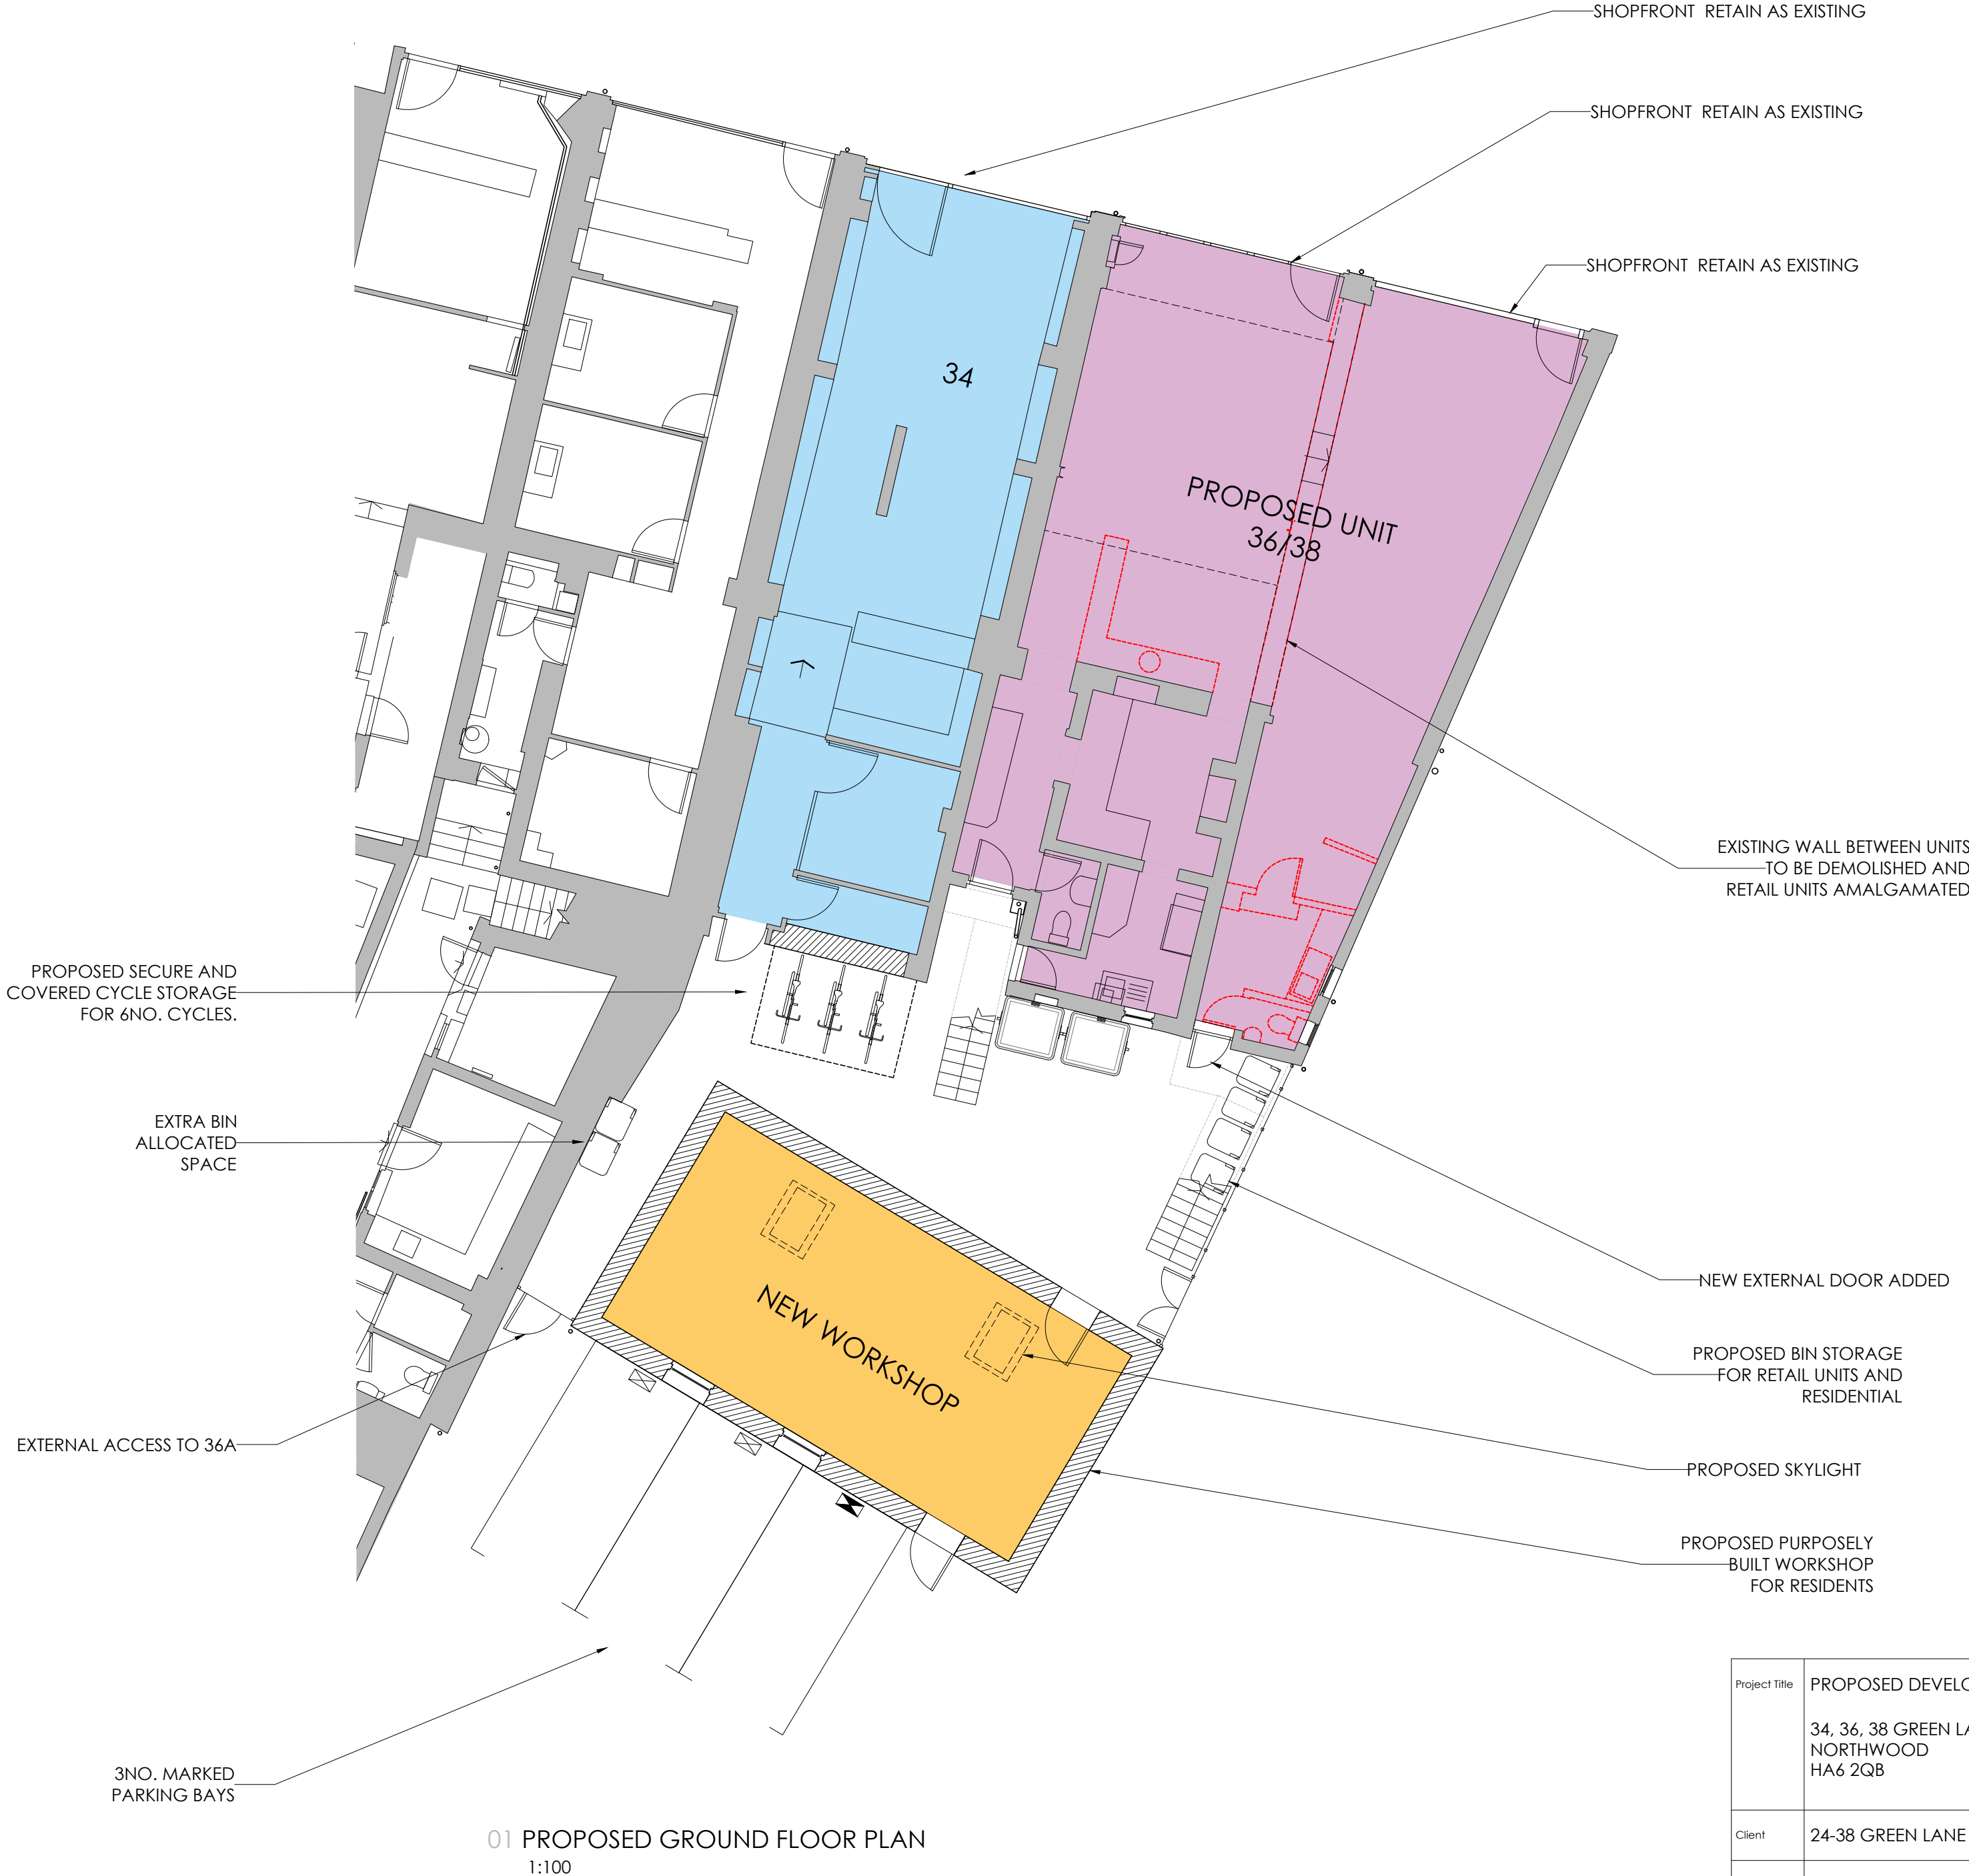 SHOPFRONT RETAIN AS EXISTING
SHOPFRONT RETAIN AS EXISTING
SHOPFRONT RETAIN AS EXISTING
34
PROPOSED UNIT
36/38
EXISTING WALL BETWEEN UNITS
TO BE DEMOLISHED AND
RETAIL UNITS AMALGAMATED
PROPOSED SECURE AND
COVERED CYCLE STORAGE
FOR 6NO. CYCLES.
EXTRA BIN
ALLOCATED
SPACE
NEW WORKSHOP
NEW EXTERNAL DOOR ADDED
PROPOSED BIN STORAGE
FOR RETAIL UNITS AND
RESIDENTIAL
EXTERNAL ACCESS TO 36A
PROPOSED SKYLIGHT
PROPOSED PURPOSELY
BUILT WORKSHOP
FOR RESIDENTS
3NO. MARKED
PARKING BAYS
01 PROPOSED GROUND FLOOR PLAN
1:100
Project Title
PROPOSED DEVELO
34, 36, 38 GREEN LA
NORTHWOOD
HA6 2QB
Client
24-38 GREEN LANE